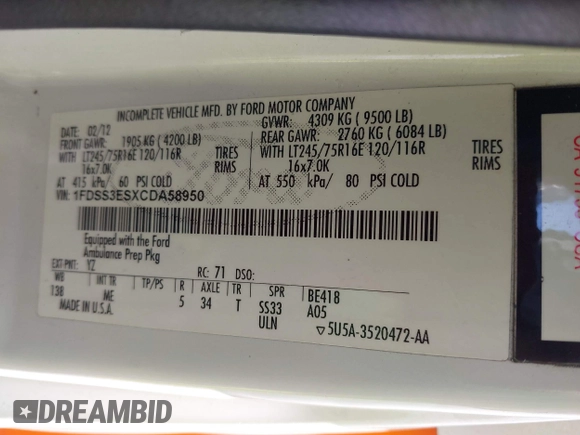 INCOMPLETE VEHICLE MFD. BY FORD MOTOR COMPANY
DATE: 02/12 GVWR: 4309 KG ( 9500 LB)
FRONT GAWR: 1905 KG ( 4200 LB) REAR GAWR: 2760 KG ( 6084 LB)
WITH LT245/75R16E 120/116R TIRES WITH LT245/75R16E 120/116R TIRES
16x7.0K RIMS 16x7.0K RIMS
AT 415 kPa/ 60 PSI COLD AT 550 kPa/ 80 PSI COLD
VIN: 1FDSS3ESXCDA58950
Equipped with the Ford
Ambulance Prep Pkg
EXT PNT: YZ RC: 71 DSO:
WB INT TR TP/PS R AXLE TR SPR BE418
138 ME 5 34 T SS33 A05
MADE IN U.S.A. ULN ▽5U5A-3520472-AA
DREAMBID